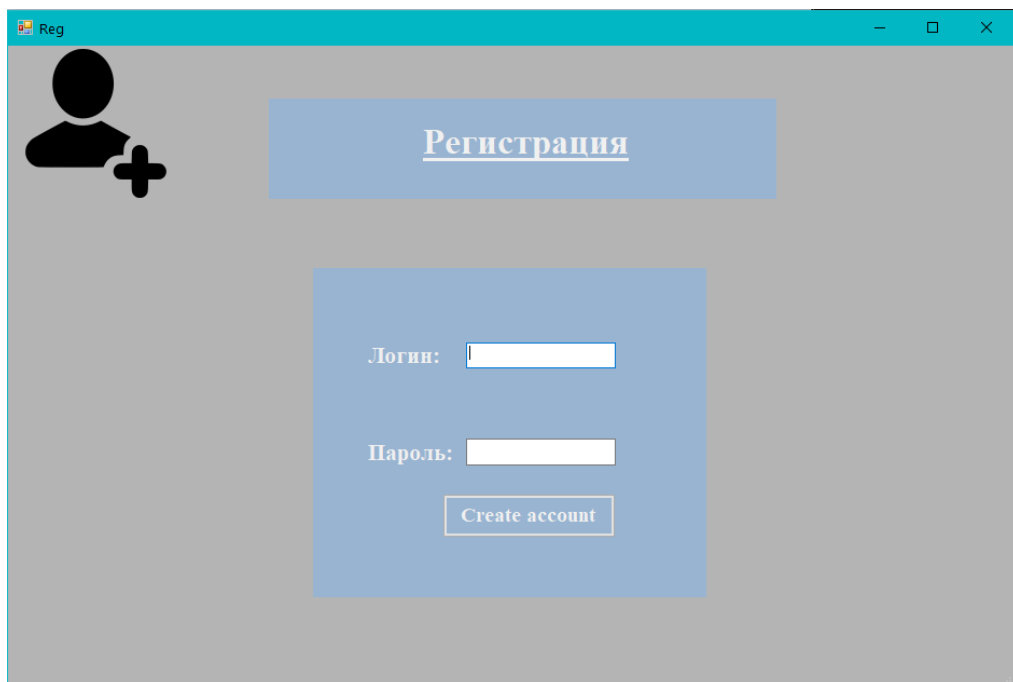 Reg
Регистрация
Логин:
Пароль:
Create account